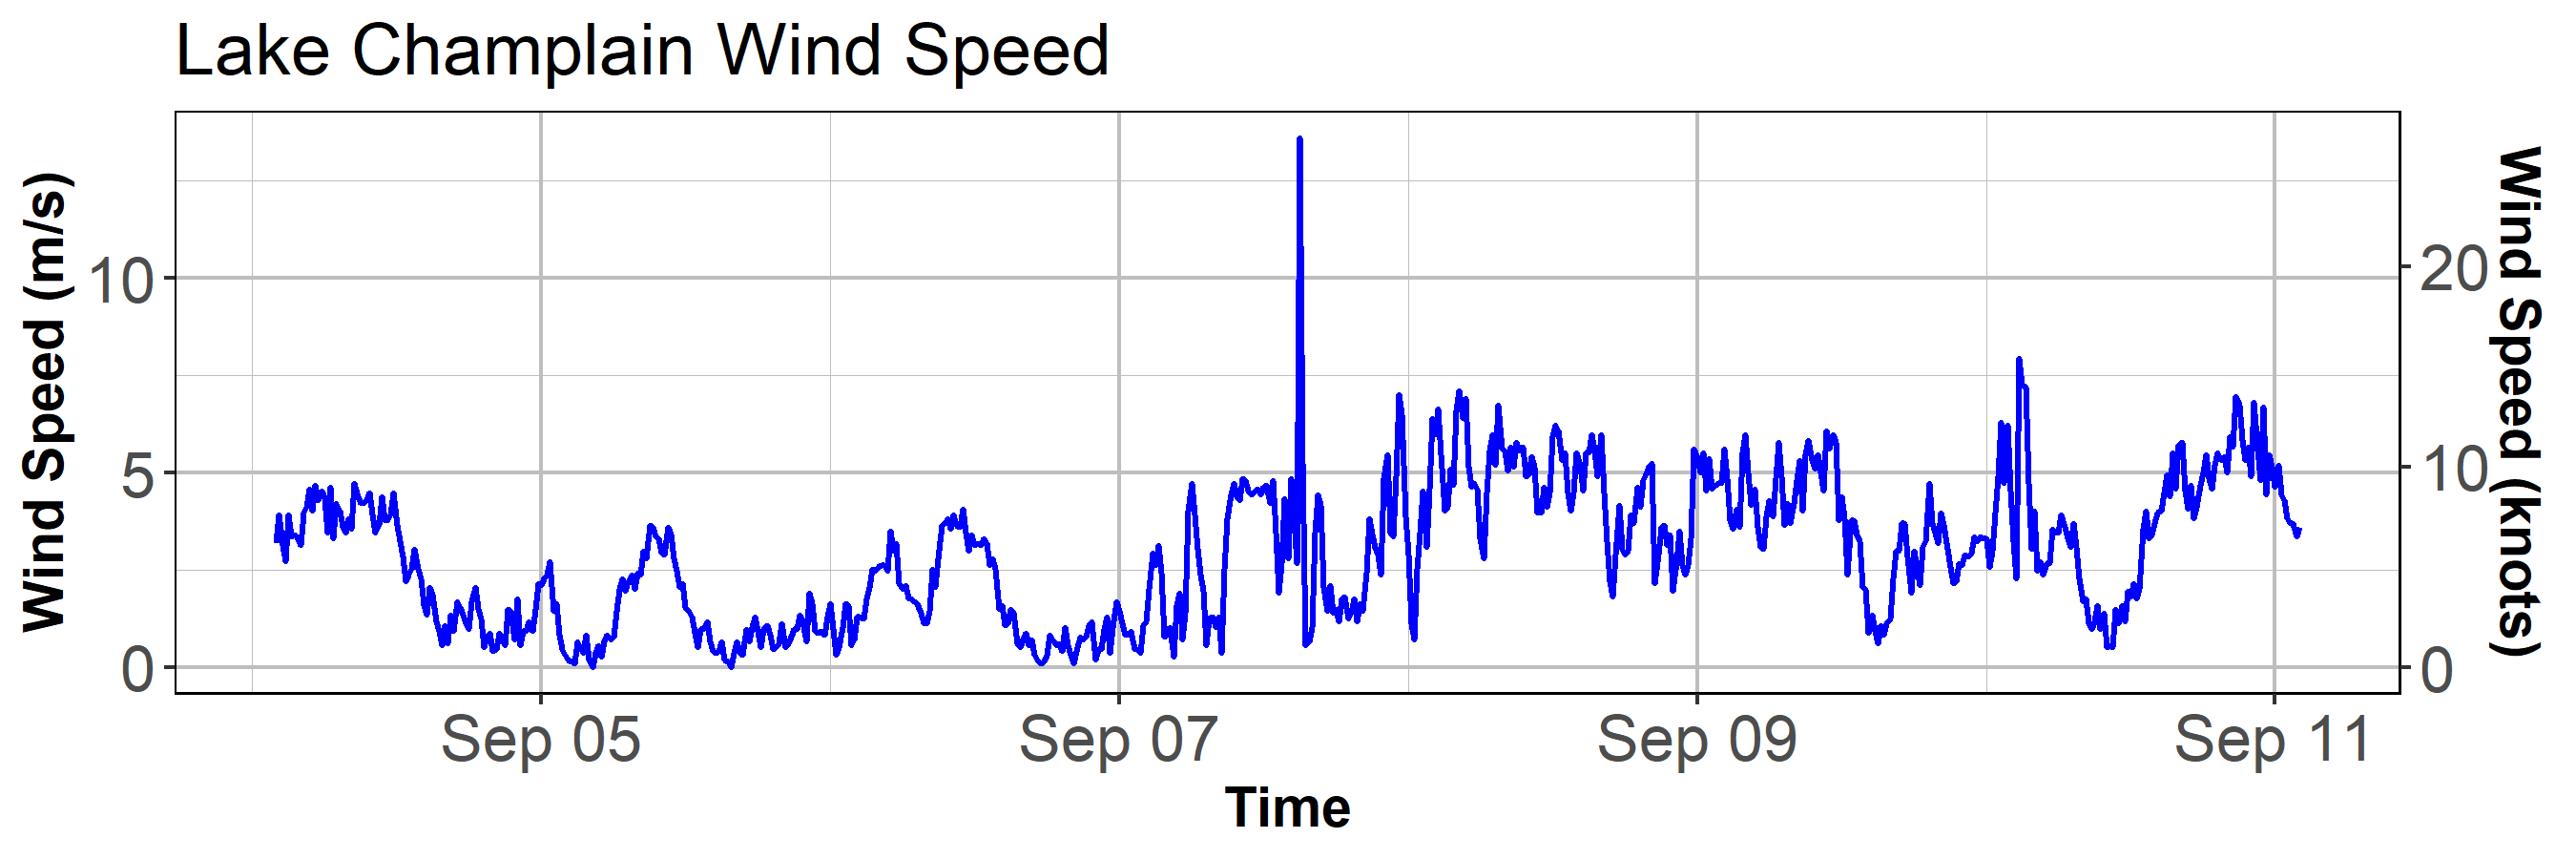 Lake Champlain Wind Speed
Wind Speed (m/s)
10
5
0
20
10
0
Wind Speed (knots)
Sep 05
Sep 07
Sep 09
Sep 11
Time